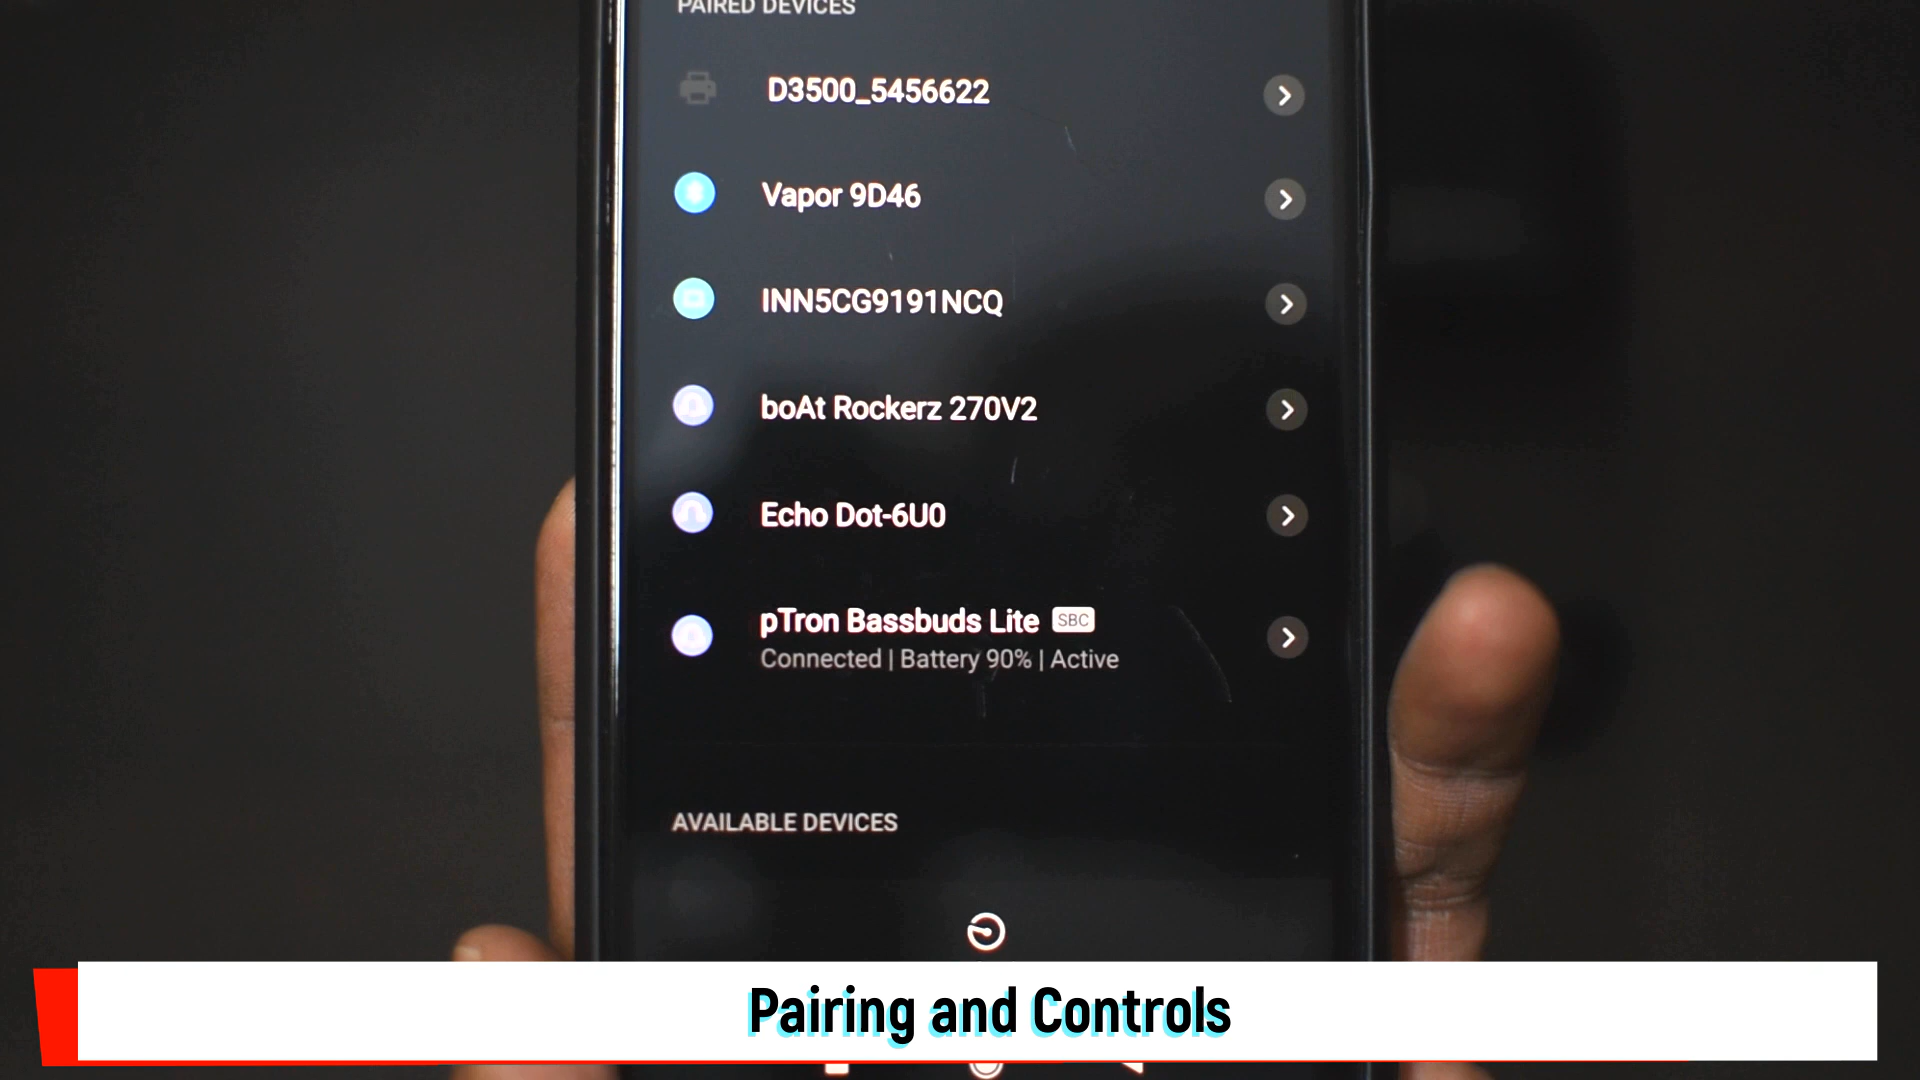 PAIRED DEVICES
D3500_5456622
Vapor 9D46
INN5CG9191NCQ
boAt Rockerz 270V2
Echo Dot-6U0
pTron Bassbuds Lite SBC
Connected | Battery 90% | Active
AVAILABLE DEVICES
Pairing and Controls